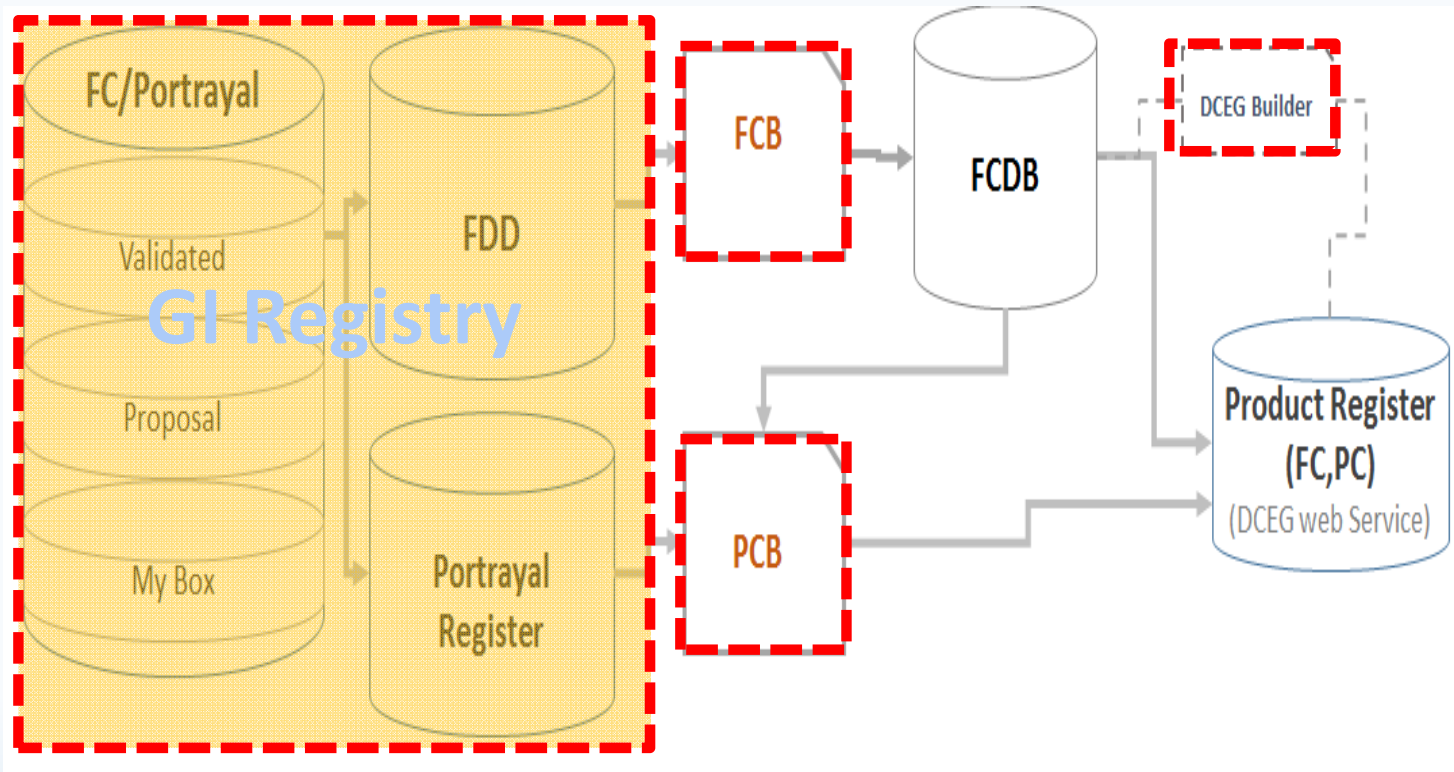 FC/Portrayal
Validated
Proposal
My Box
GI Registry
FDD
Portrayal
Register
FCB
PCB
FCDB
DCEG Builder
Product Register
(FC,PC)
(DCEG web Service)